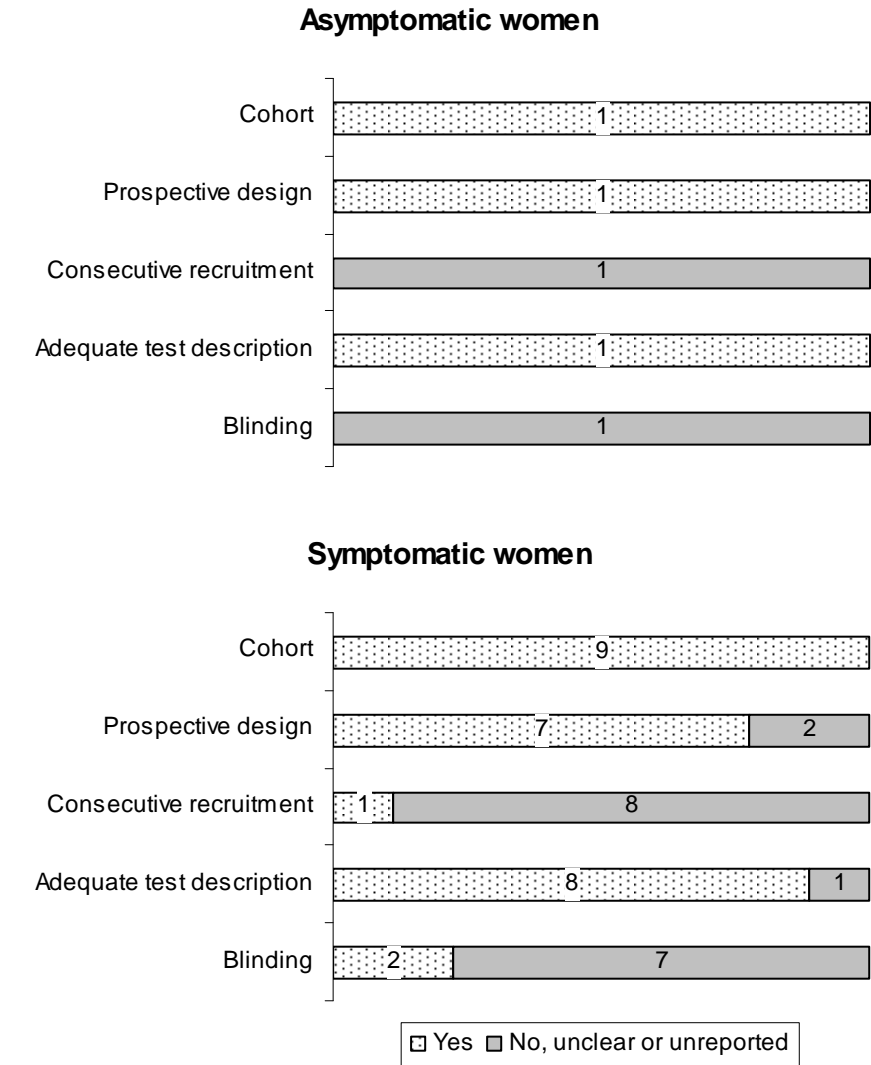 Asymptomatic women
Cohort 1
Prospective design 1
Consecutive recruitment 1
Adequate test description 1
Blinding 1
Symptomatic women
Cohort 9
Prospective design 7 2
Consecutive recruitment 1 8
Adequate test description 8 1
Blinding 2 7
Yes No, unclear or unreported